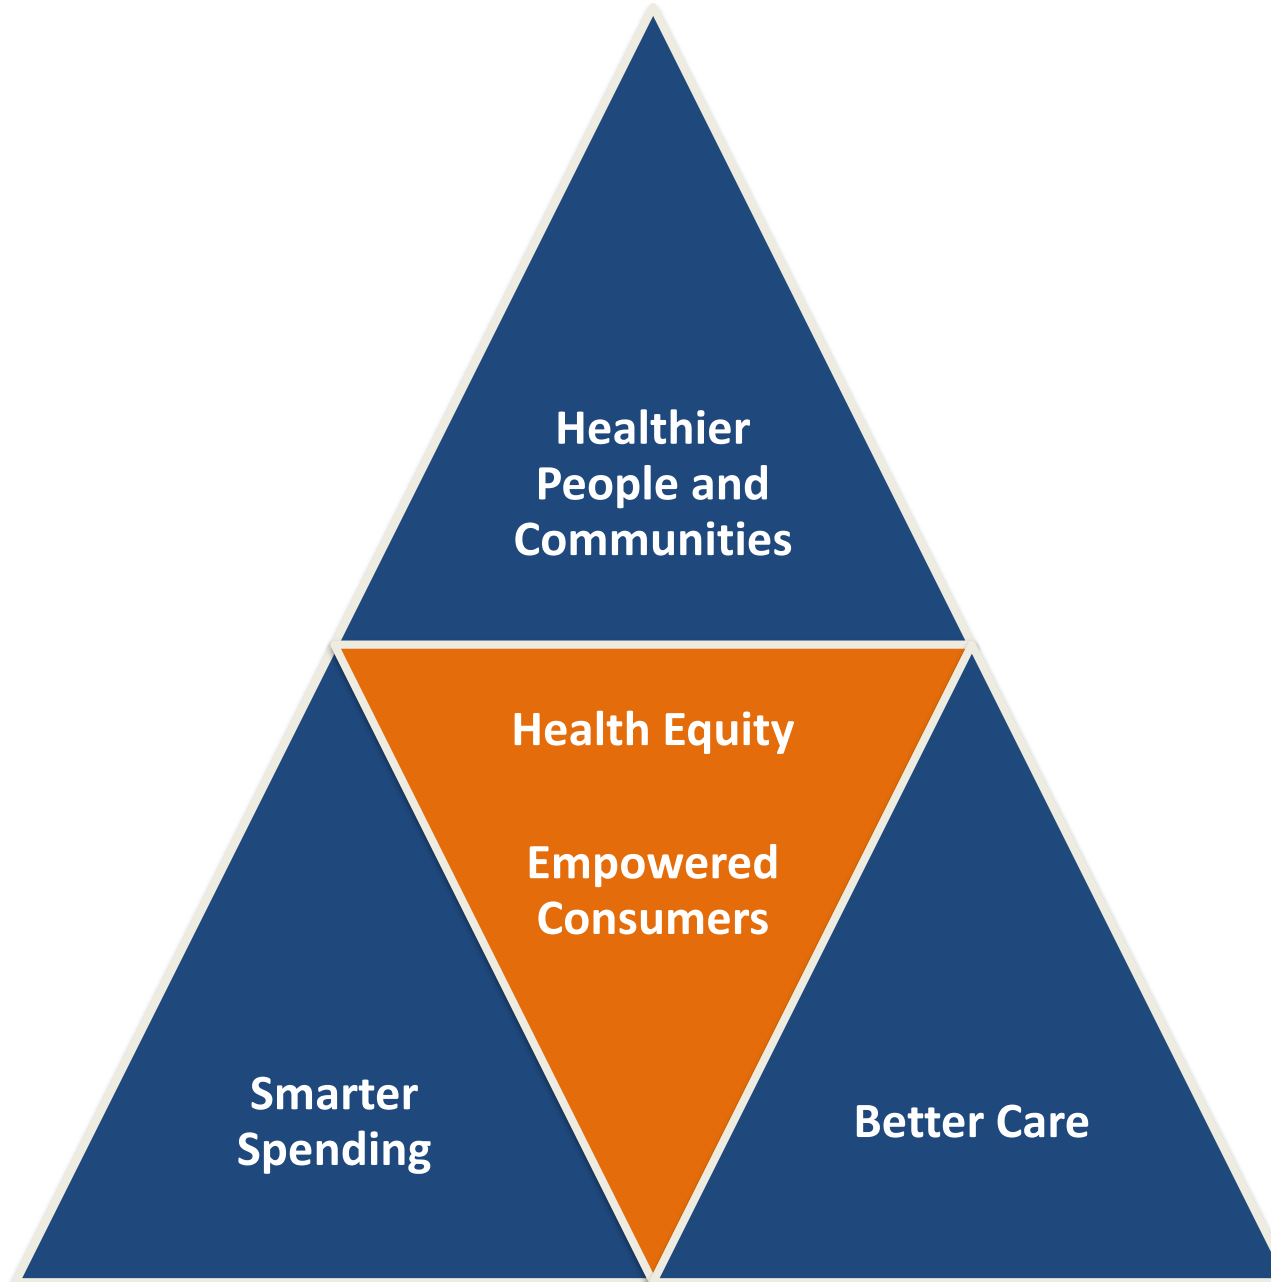 Healthier
People and
Communities
Health Equity
Empowered
Consumers
Smarter
Spending
Better Care